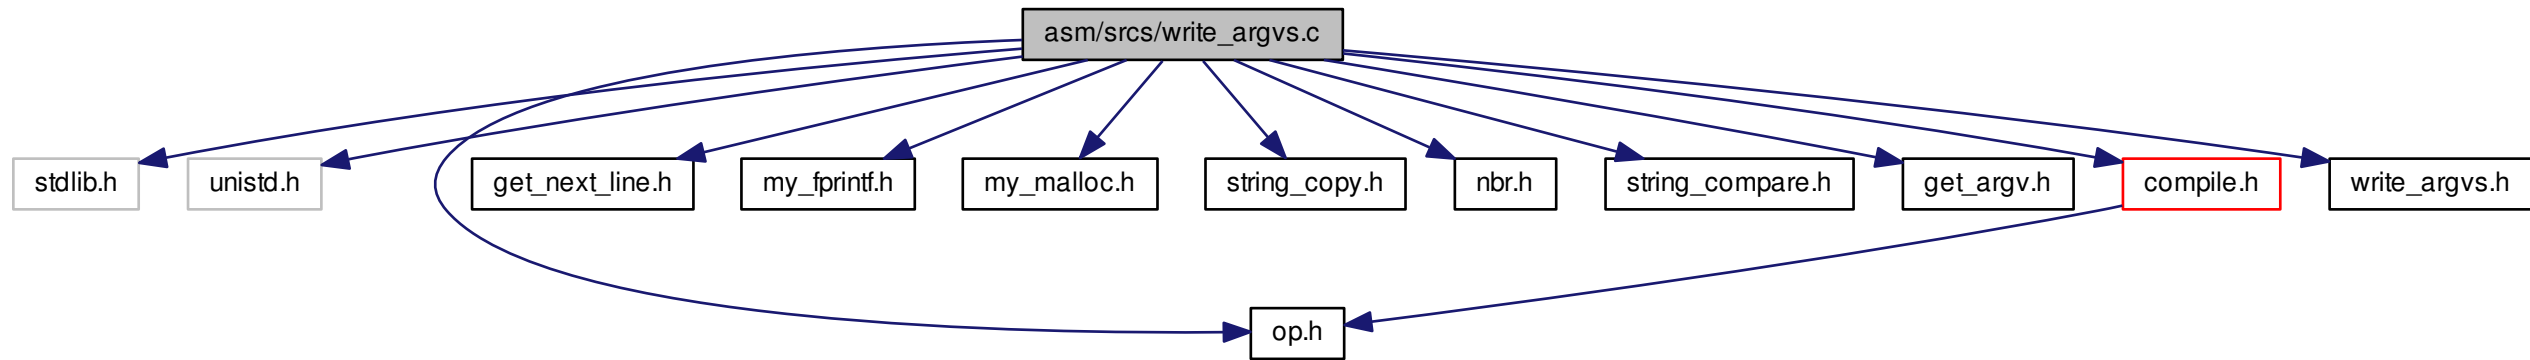 asm/srcs/write_argvs.c
stdlib.h
unistd.h
get_next_line.h
my_fprintf.h
my_malloc.h
string_copy.h
nbr.h
string_compare.h
get_argv.h
compile.h
write_argvs.h
op.h